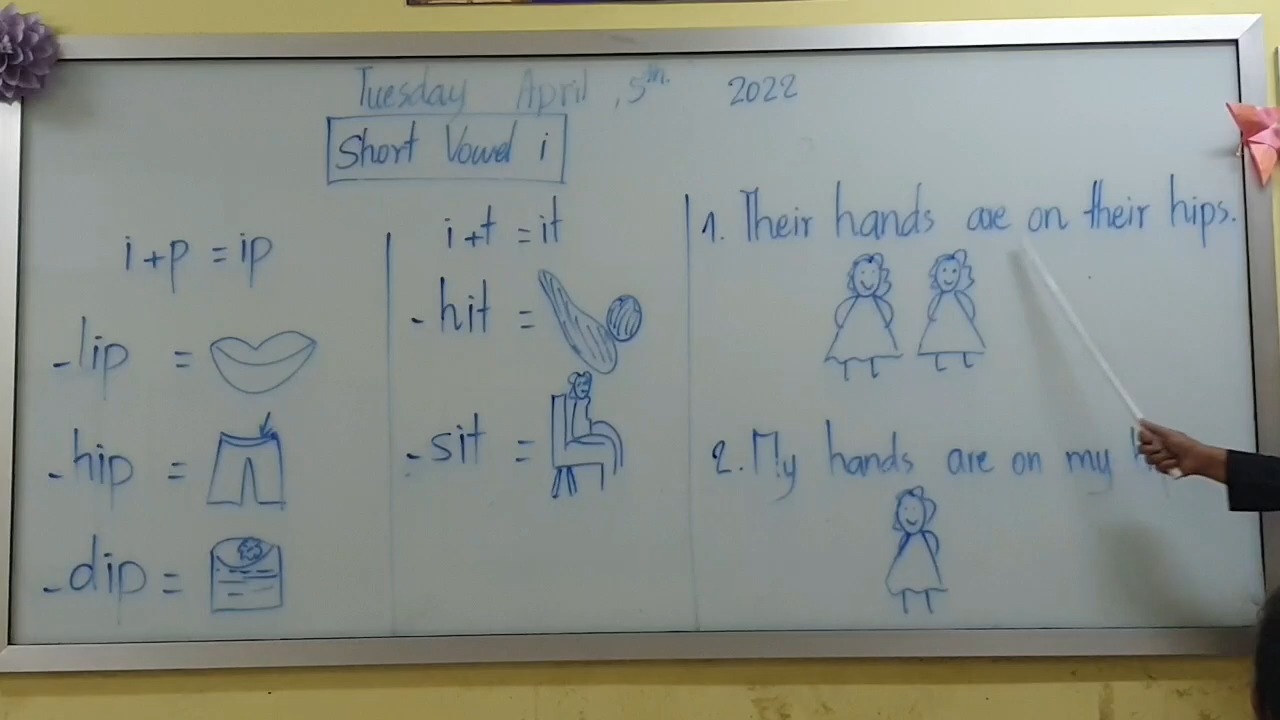 Tuesday April, 5th. 2022
Short Vowel i
i + p = ip
- lip =
- hip =
- dip =
i + t = it
- hit =
- sit =
1. Their hands are on their hips.
2. My hands are on my